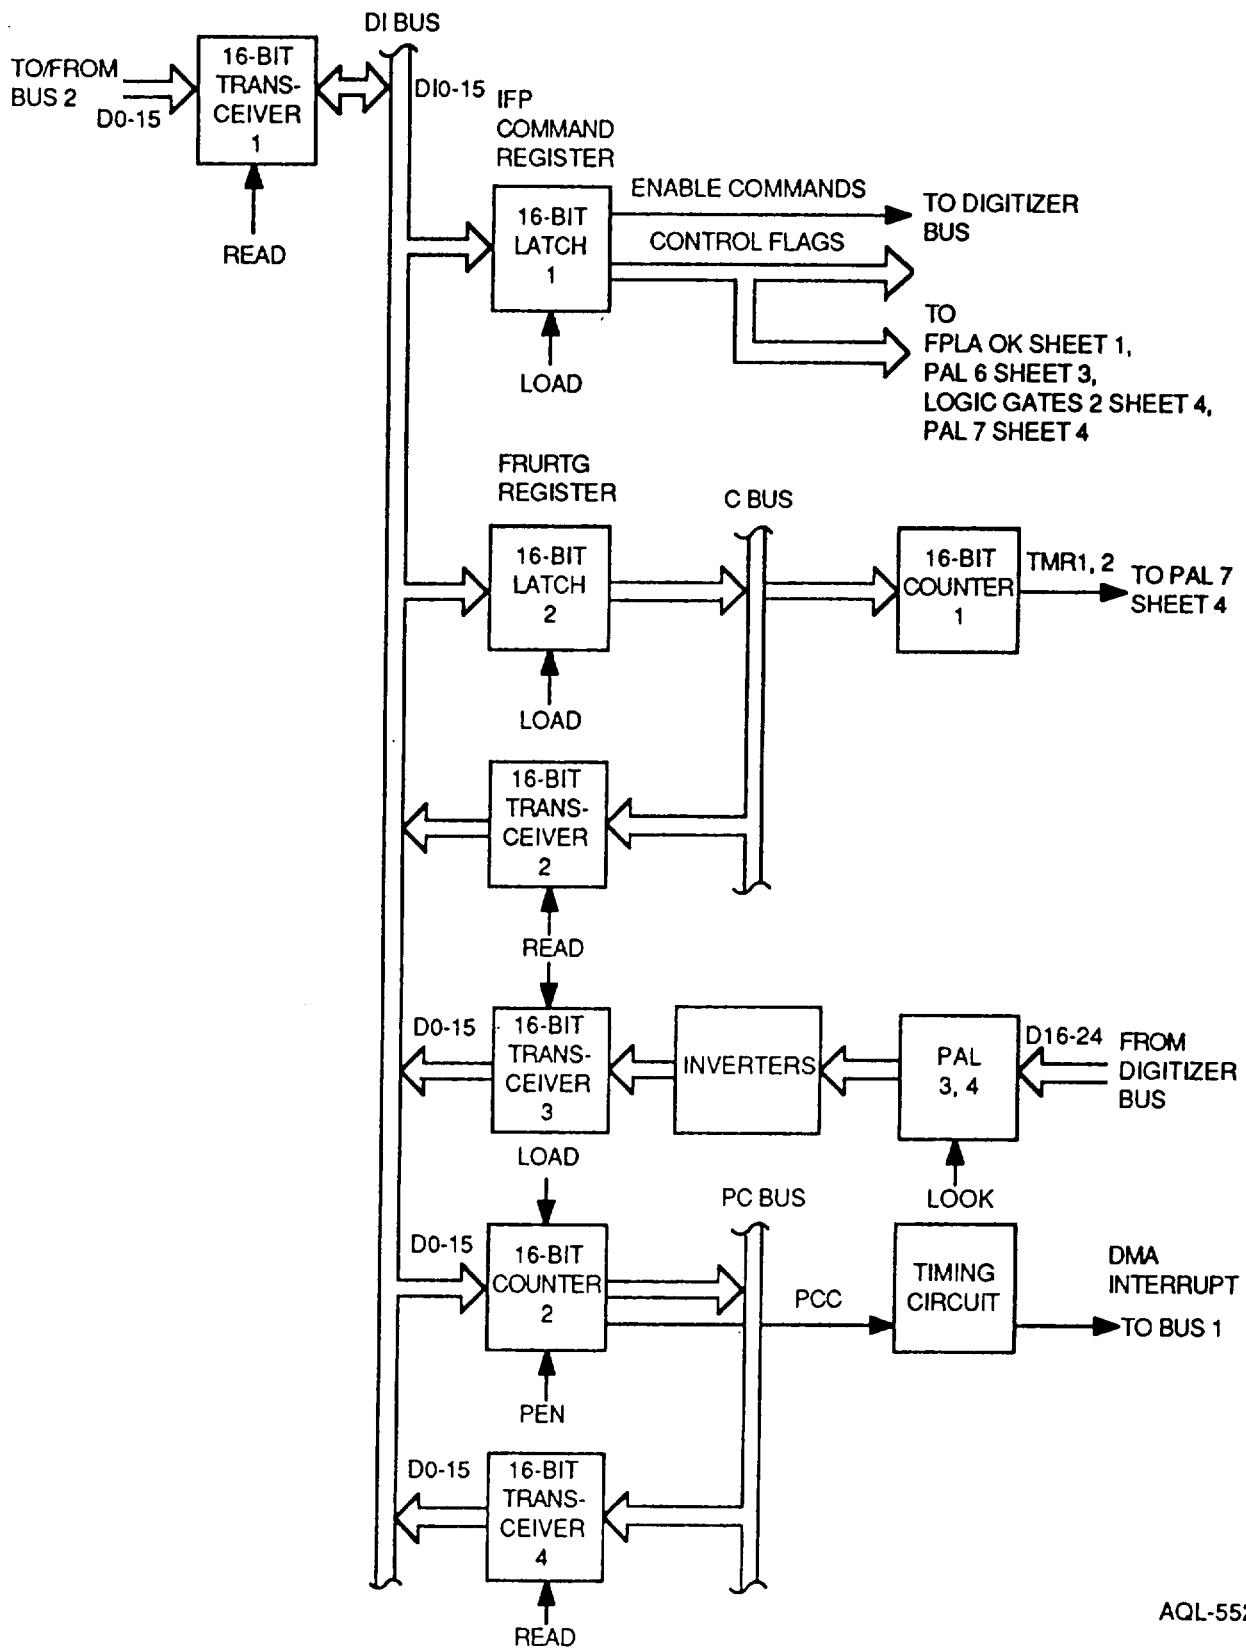 DI BUS
TO/FROM
BUS 2
D0-15
16-BIT
TRANS-
CEIVER
1
DI0-15
READ
IFP
COMMAND
REGISTER
16-BIT
LATCH
1
LOAD
ENABLE COMMANDS
CONTROL FLAGS
TO DIGITIZER
BUS
TO
FPLA OK SHEET 1,
PAL 6 SHEET 3,
LOGIC GATES 2 SHEET 4,
PAL 7 SHEET 4
FRURTG
REGISTER
16-BIT
LATCH
2
LOAD
C BUS
16-BIT
COUNTER
1
TMR1, 2
TO PAL 7
SHEET 4
16-BIT
TRANS-
CEIVER
2
READ
D0-15
16-BIT
TRANS-
CEIVER
3
INVERTERS
PAL
3, 4
D16-24
FROM
DIGITIZER
BUS
LOOK
LOAD
D0-15
16-BIT
COUNTER
2
PEN
PC BUS
PCC
TIMING
CIRCUIT
DMA
INTERRUPT
TO BUS 1
D0-15
16-BIT
TRANS-
CEIVER
4
READ
AQL-552